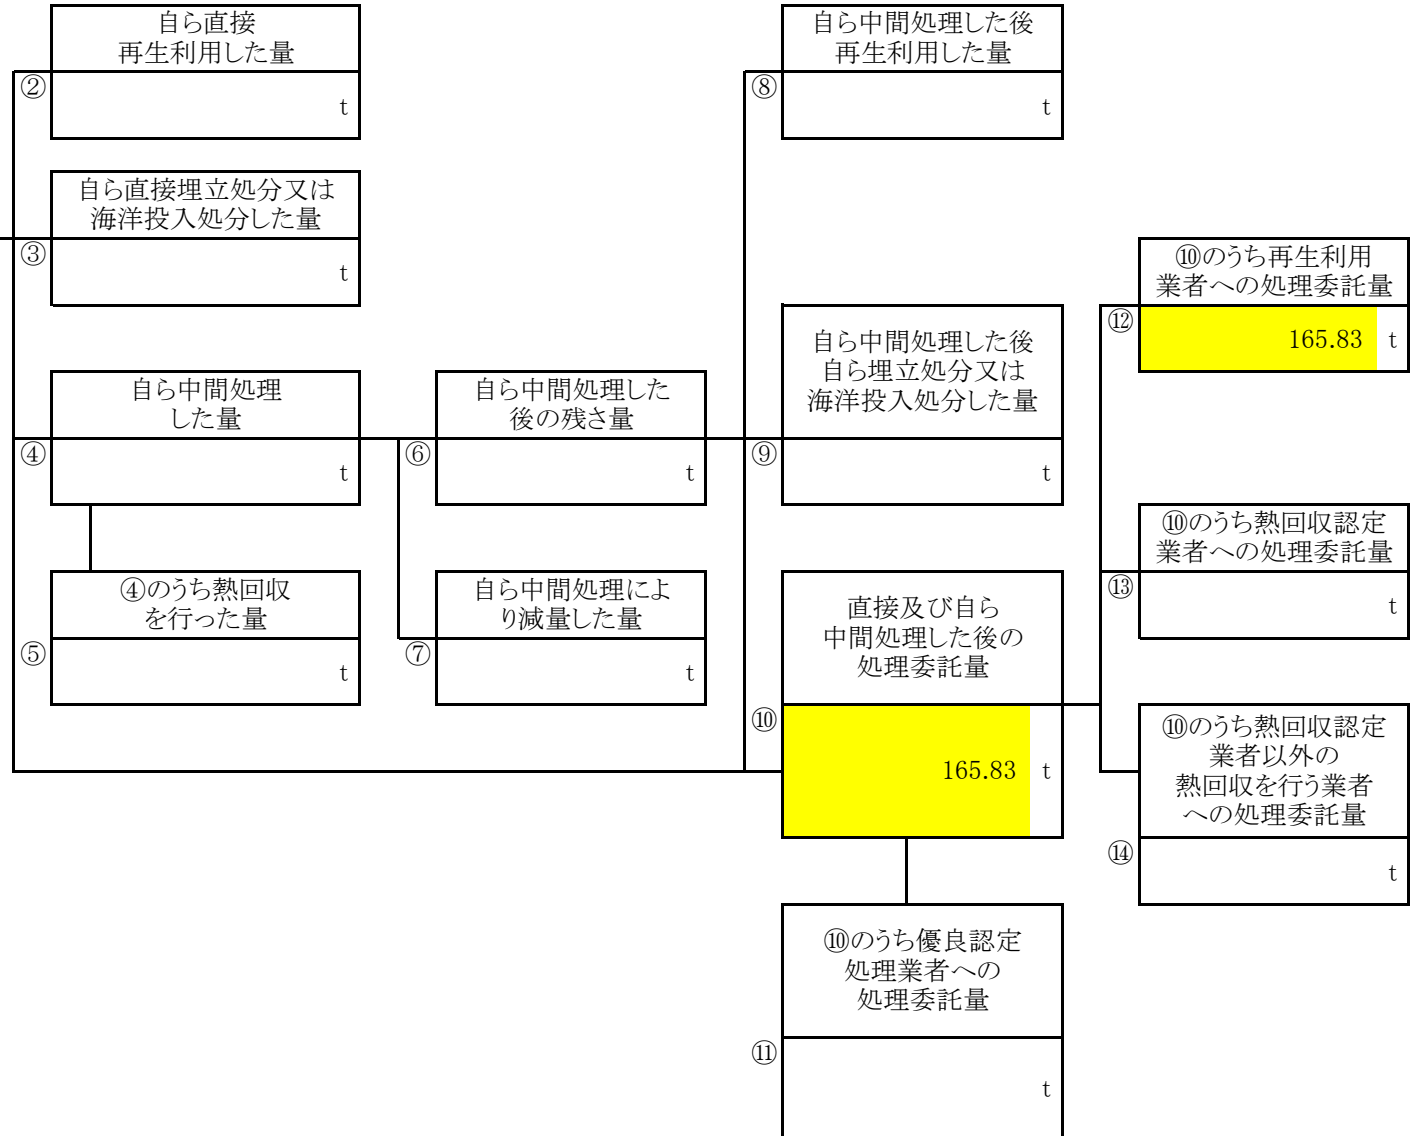 自ら直接
再生利用した量
②
t
自ら直接埋立処分又は
海洋投入処分した量
③
t
自ら中間処理
した量
④
t
④のうち熱回収
を行った量
⑤
t
自ら中間処理した
後の残さ量
⑥
t
自ら中間処理によ
り減量した量
⑦
t
自ら中間処理した後
再生利用した量
⑧
t
自ら中間処理した後
自ら埋立処分又は
海洋投入処分した量
⑨
t
直接及び自ら
中間処理した後の
処理委託量
⑩
165.83 t
⑩のうち優良認定
処理業者への
処理委託量
⑪
t
⑩のうち再生利用
業者への処理委託量
⑫
165.83 t
⑩のうち熱回収認定
業者への処理委託量
⑬
t
⑩のうち熱回収認定
業者以外の
熱回収を行う業者
への処理委託量
⑭
t